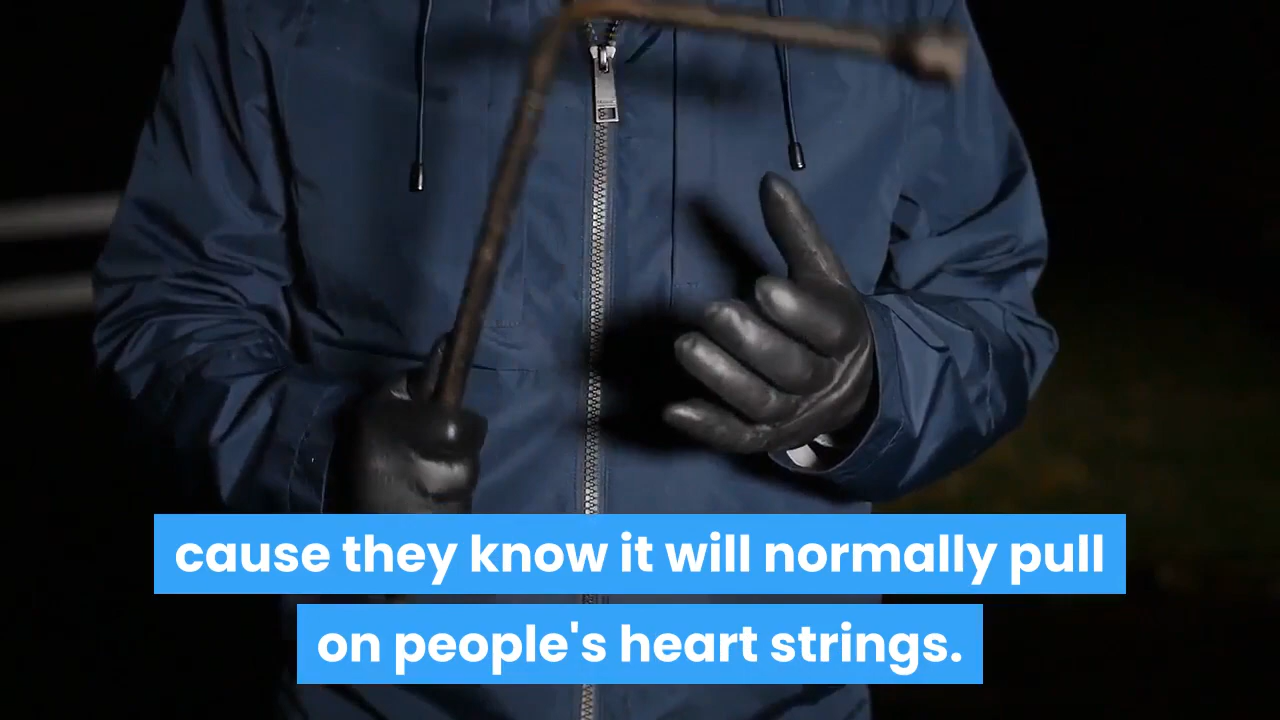 cause they know it will normally pull
on people's heart strings.